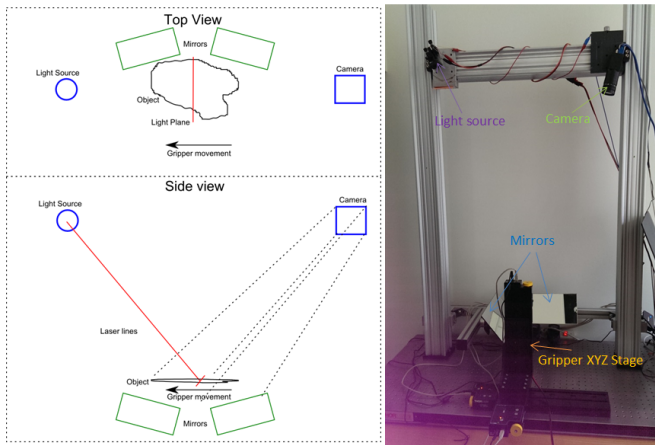 Top View
Mirrors
Light Source
Camera
Object
Light Plane
Gripper movement
Side view
Light Source
Camera
Laser lines
Object
Gripper movement
Mirrors
Light source
Camera
Mirrors
Gripper XYZ Stage